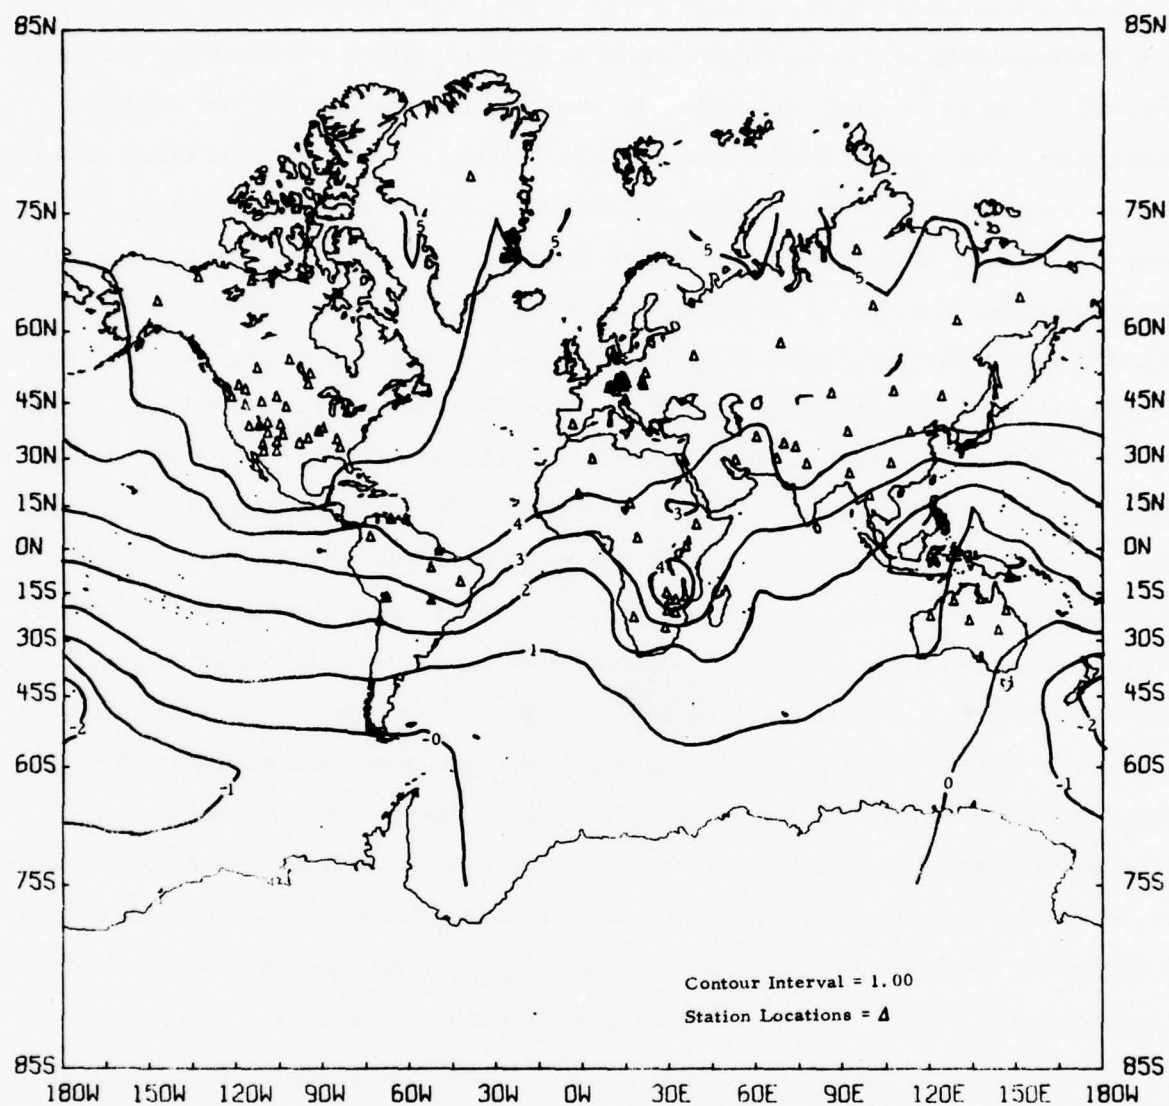 85N 85N
75N 75N
5 5 5 5
60N 60N
45N 45N
30N 30N
15N 4 3 15N
0N 3 4 0N
15S 2 15S
30S 1 30S
45S 45S
-2 -0 -2
60S 60S
-1 0 -1
75S 75S
Contour Interval = 1.00
Station Locations = Δ
85S 85S
180W 150W 120W 90W 60W 30W 0W 30E 60E 90E 120E 150E 180W